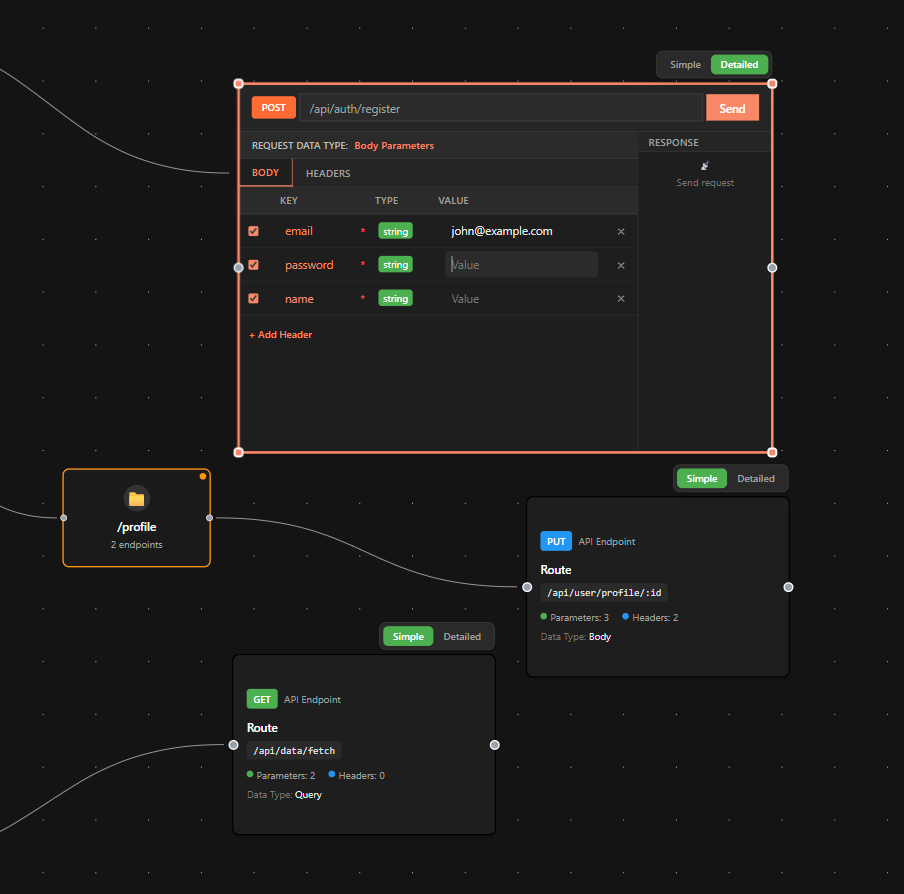 Simple Detailed
POST /api/auth/register Send
REQUEST DATA TYPE: Body Parameters
RESPONSE
BODY HEADERS
Send request
KEY TYPE VALUE
email * string john@example.com ×
password * string Value ×
name * string Value ×
+ Add Header
/profile
2 endpoints
Simple Detailed
PUT API Endpoint
Route
/api/user/profile/:id
Parameters: 3 Headers: 2
Data Type: Body
Simple Detailed
GET API Endpoint
Route
/api/data/fetch
Parameters: 2 Headers: 0
Data Type: Query